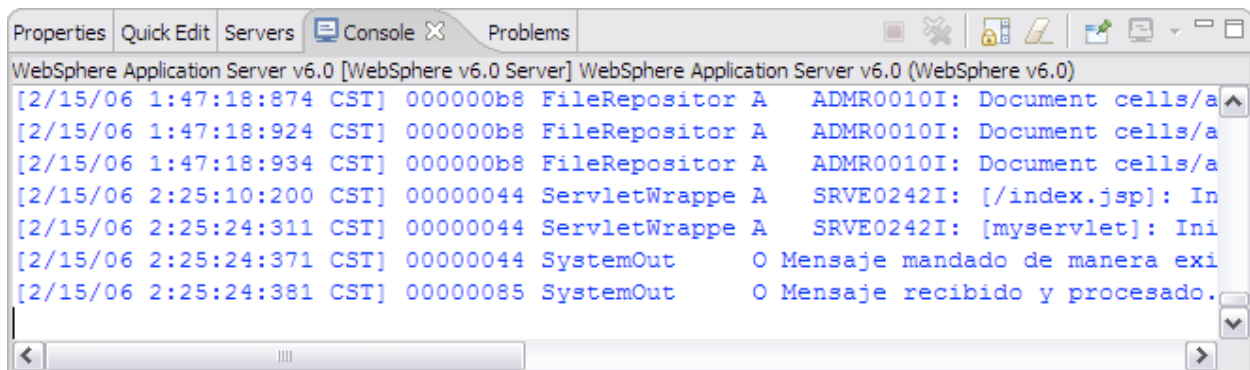 Properties Quick Edit Servers Console Problems
WebSphere Application Server v6.0 [WebSphere v6.0 Server] WebSphere Application Server v6.0 (WebSphere v6.0)
[2/15/06 1:47:18:874 CST] 000000b8 FileRepositor A ADMR0010I: Document cells/a
[2/15/06 1:47:18:924 CST] 000000b8 FileRepositor A ADMR0010I: Document cells/a
[2/15/06 1:47:18:934 CST] 000000b8 FileRepositor A ADMR0010I: Document cells/a
[2/15/06 2:25:10:200 CST] 00000044 ServletWrappe A SRVE0242I: [/index.jsp]: In
[2/15/06 2:25:24:311 CST] 00000044 ServletWrappe A SRVE0242I: [myservlet]: Ini
[2/15/06 2:25:24:371 CST] 00000044 SystemOut O Mensaje mandado de manera exi
[2/15/06 2:25:24:381 CST] 00000085 SystemOut O Mensaje recibido y procesado.